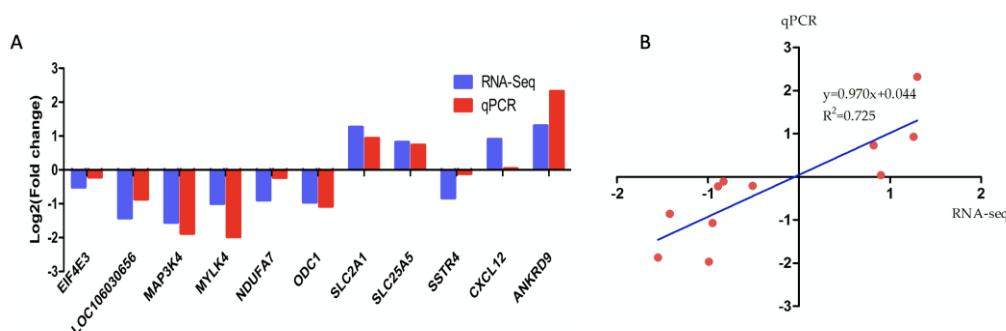 A
3
2
1
0
-1
-2
-3
Log2(Fold change)
RNA-Seq
qPCR
EIF4E3
LOC106030656
MAP3K4
MYLK4
NDUFA7
ODC1
SLC2A1
SLC25A5
SSTR4
CXCL12
ANKRD9
B
qPCR
3
2
1
0
-1
-2
-3
-2
-1
1
2
y=0.970x+0.044
R²=0.725
RNA-seq